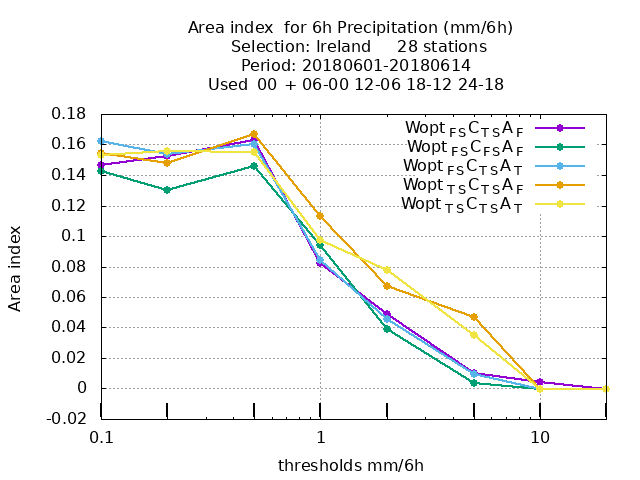 Area index  for 6h Precipitation (mm/6h)
Selection: Ireland     28 stations
Period: 20180601-20180614
Used  00 + 06-00 12-06 18-12 24-18
0.18
0.16
0.14
0.12
0.1
0.08
0.06
0.04
0.02
0
-0.02
Area index
Wopt FSCTSAF
Wopt FSCFSAF
Wopt FSCTSAT
Wopt TSCTSAF
Wopt TSCTSAT
0.1 1 10
thresholds mm/6h